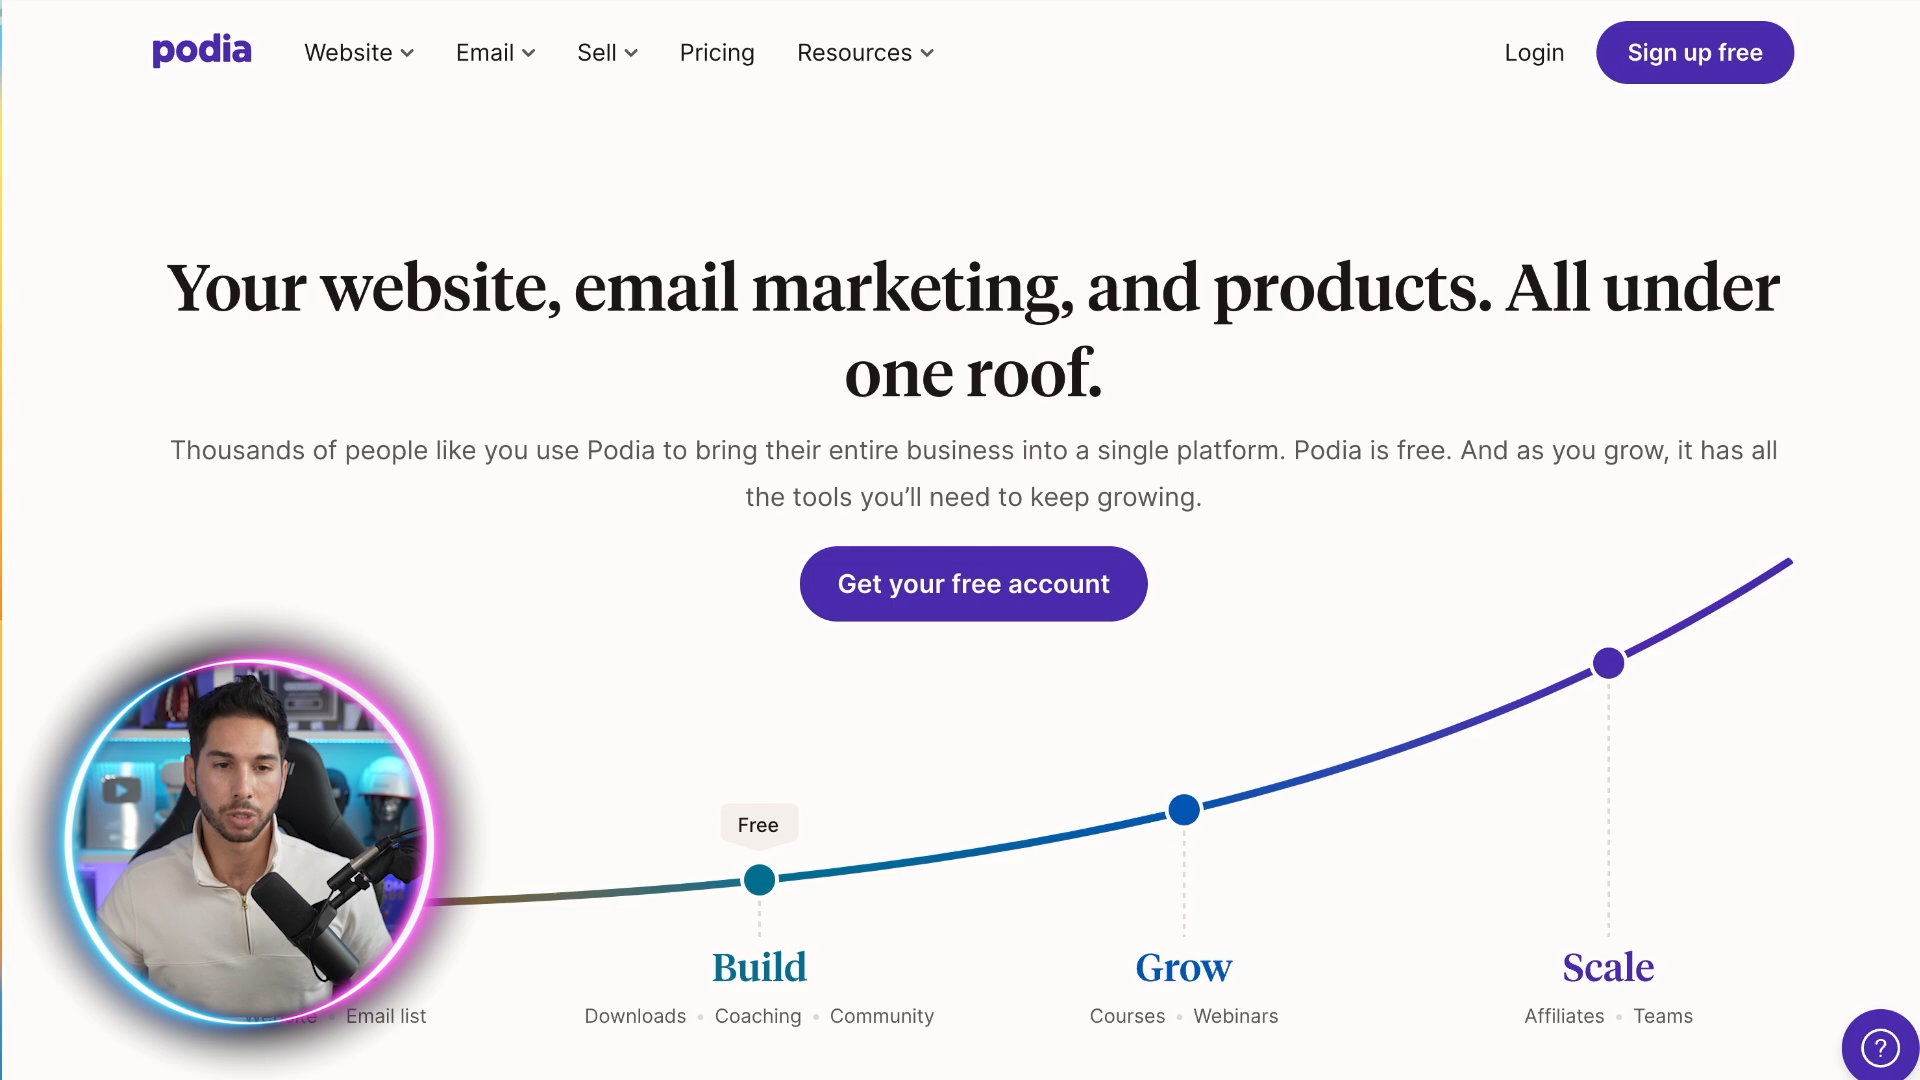 podia
Website
Email
Sell
Pricing
Resources
Login
Sign up free
Your website, email marketing, and products. All under
one roof.
Thousands of people like you use Podia to bring their entire business into a single platform. Podia is free. And as you grow, it has all
the tools you’ll need to keep growing.
Get your free account
Free
Build
Grow
Scale
Website • Email list
Downloads • Coaching • Community
Courses • Webinars
Affiliates • Teams
?